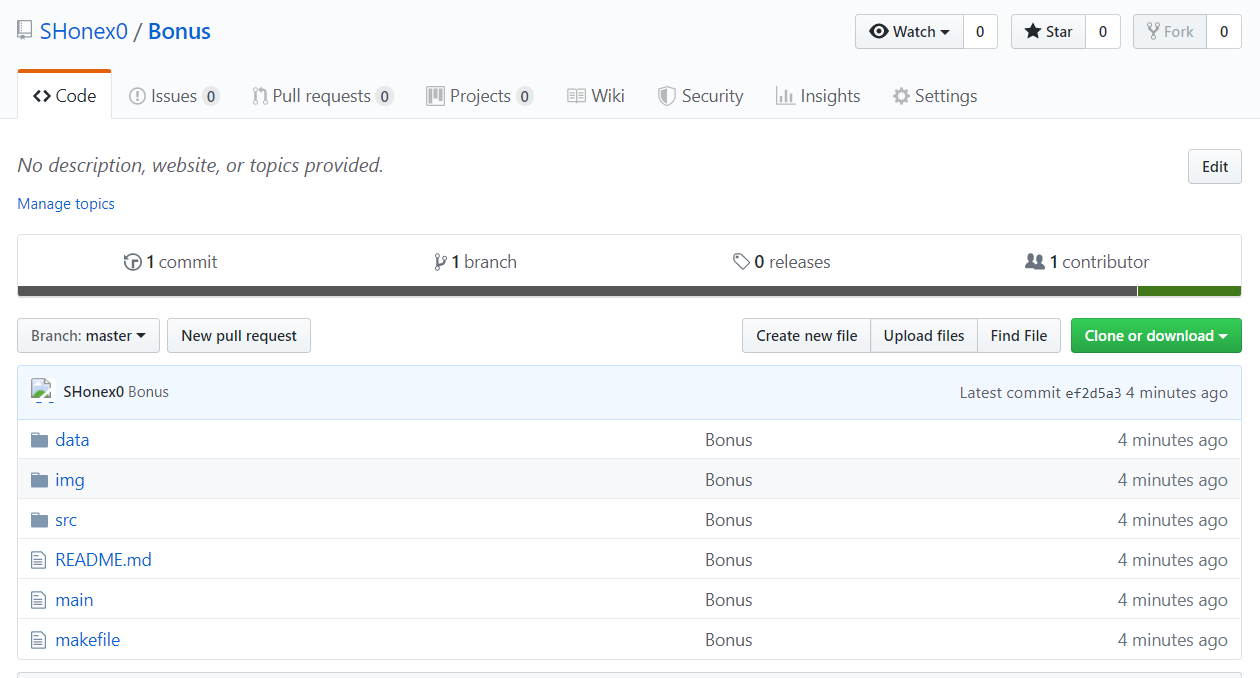 SHonex0 / Bonus
Watch 0 Star 0 Fork 0
Code Issues 0 Pull requests 0 Projects 0 Wiki Security Insights Settings
No description, website, or topics provided. Edit
Manage topics
1 commit 1 branch 0 releases 1 contributor
Branch: master New pull request Create new file Upload files Find File Clone or download
SHonex0 Bonus Latest commit ef2d5a3 4 minutes ago
data Bonus 4 minutes ago
img Bonus 4 minutes ago
src Bonus 4 minutes ago
README.md Bonus 4 minutes ago
main Bonus 4 minutes ago
makefile Bonus 4 minutes ago